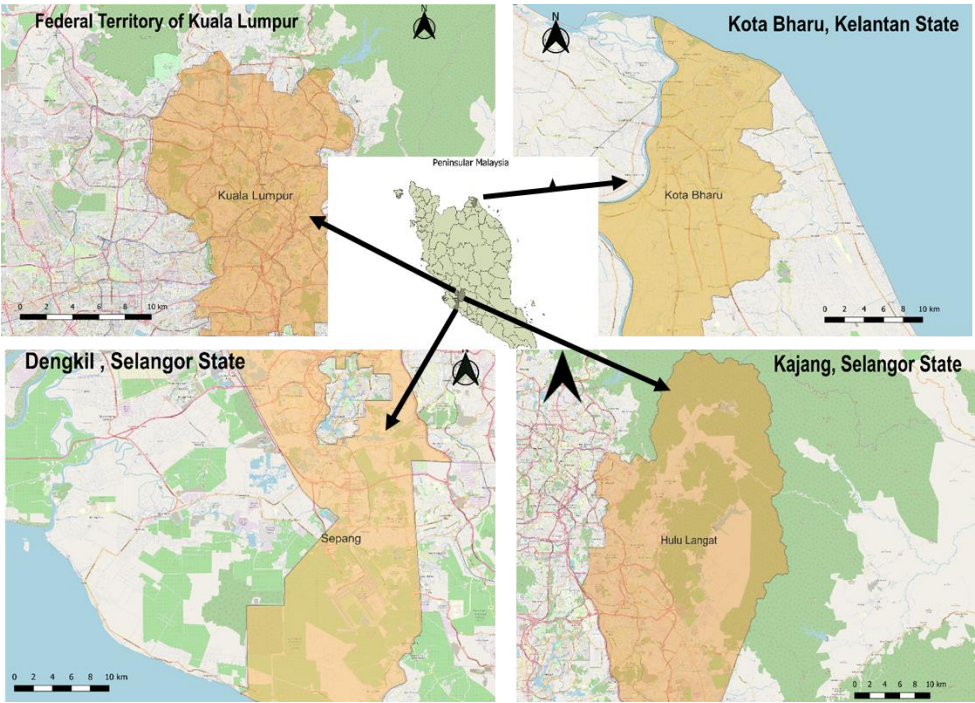 Federal Territory of Kuala Lumpur
N
Kuala Lumpur
0 2 4 6 8 10 km
Kota Bharu, Kelantan State
N
Kota Bharu
0 2 4 6 8 10 km
Peninsular Malaysia
Dengkil , Selangor State
N
Sepang
0 2 4 6 8 10 km
Kajang, Selangor State
Hulu Langat
0 2 4 6 8 10 km